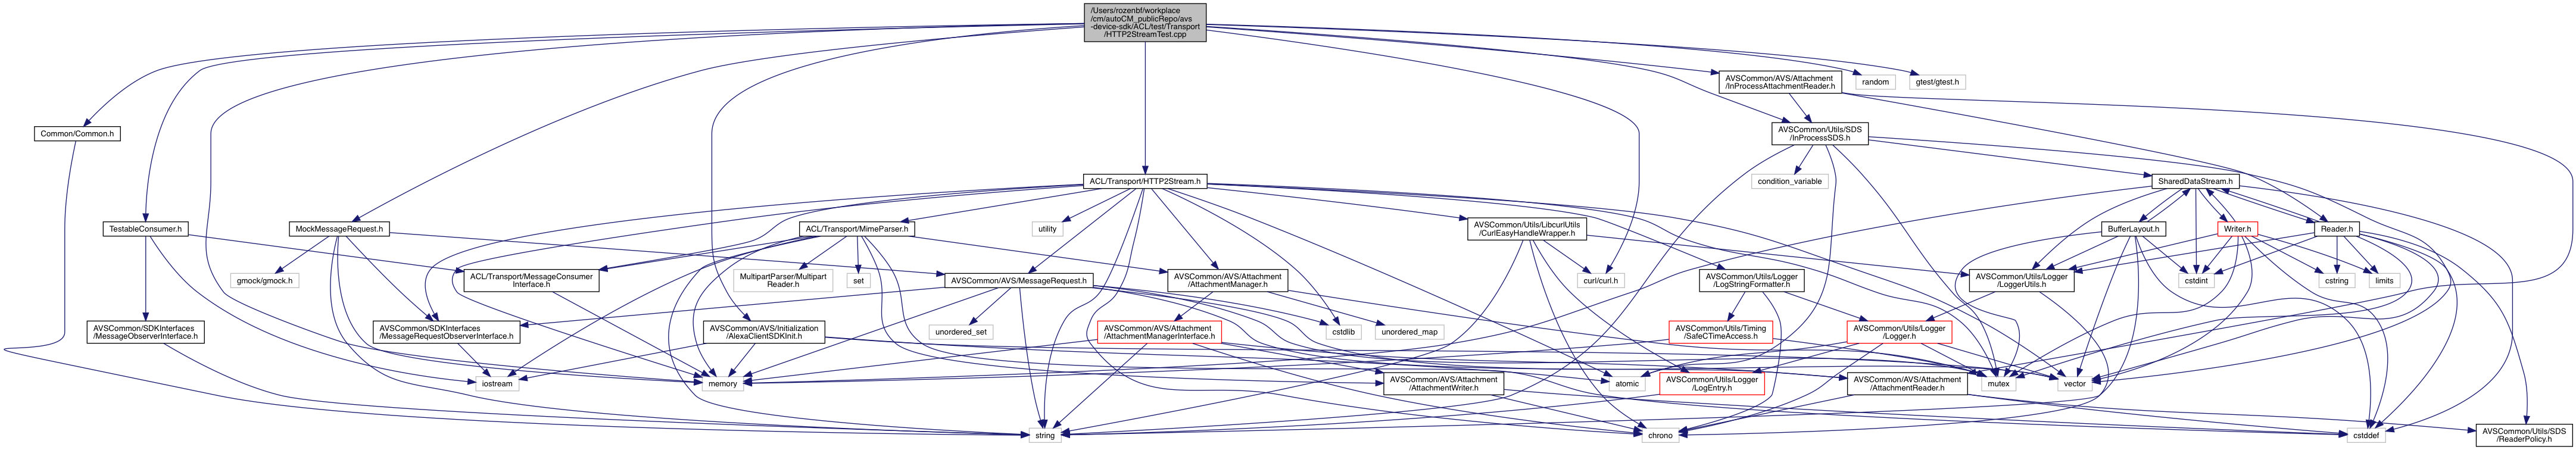 /Users/rozenbf/workplace
/cm/autoCM_publicRepo/avs
-device-sdk/ACL/test/Transport
/HTTP2StreamTest.cpp
AVSCommon/AVS/Attachment
/InProcessAttachmentReader.h
random
gtest/gtest.h
Common/Common.h
AVSCommon/Utils/SDS
/InProcessSDS.h
ACL/Transport/HTTP2Stream.h
condition_variable
SharedDataStream.h
TestableConsumer.h
MockMessageRequest.h
utility
ACL/Transport/MimeParser.h
AVSCommon/Utils/LibcurlUtils
/CurlEasyHandleWrapper.h
BufferLayout.h
Writer.h
Reader.h
gmock/gmock.h
ACL/Transport/MessageConsumer
Interface.h
MultipartParser/Multipart
Reader.h
set
AVSCommon/AVS/MessageRequest.h
AVSCommon/AVS/Attachment
/AttachmentManager.h
curl/curl.h
AVSCommon/Utils/Logger
/LogStringFormatter.h
AVSCommon/Utils/Logger
/LoggerUtils.h
cstdint
cstring
limits
AVSCommon/SDKInterfaces
/MessageObserverInterface.h
AVSCommon/SDKInterfaces
/MessageRequestObserverInterface.h
AVSCommon/AVS/Initialization
/AlexaClientSDKInit.h
unordered_set
AVSCommon/AVS/Attachment
/AttachmentManagerInterface.h
cstdlib
unordered_map
AVSCommon/Utils/Timing
/SafeCTimeAccess.h
AVSCommon/Utils/Logger
/Logger.h
iostream
memory
AVSCommon/AVS/Attachment
/AttachmentWriter.h
atomic
AVSCommon/Utils/Logger
/LogEntry.h
AVSCommon/AVS/Attachment
/AttachmentReader.h
mutex
vector
string
chrono
cstddef
AVSCommon/Utils/SDS
/ReaderPolicy.h